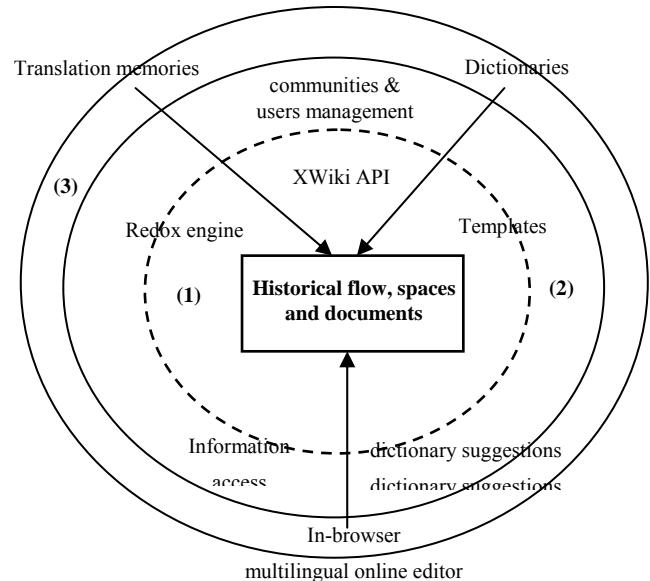 Translation memories
Dictionaries
communities &
users management
(3)
XWiki API
Redox engine
Templates
Historical flow, spaces
and documents
(1)
(2)
Information
access
dictionary suggestions
dictionary suggestions
In-browser
multilingual online editor